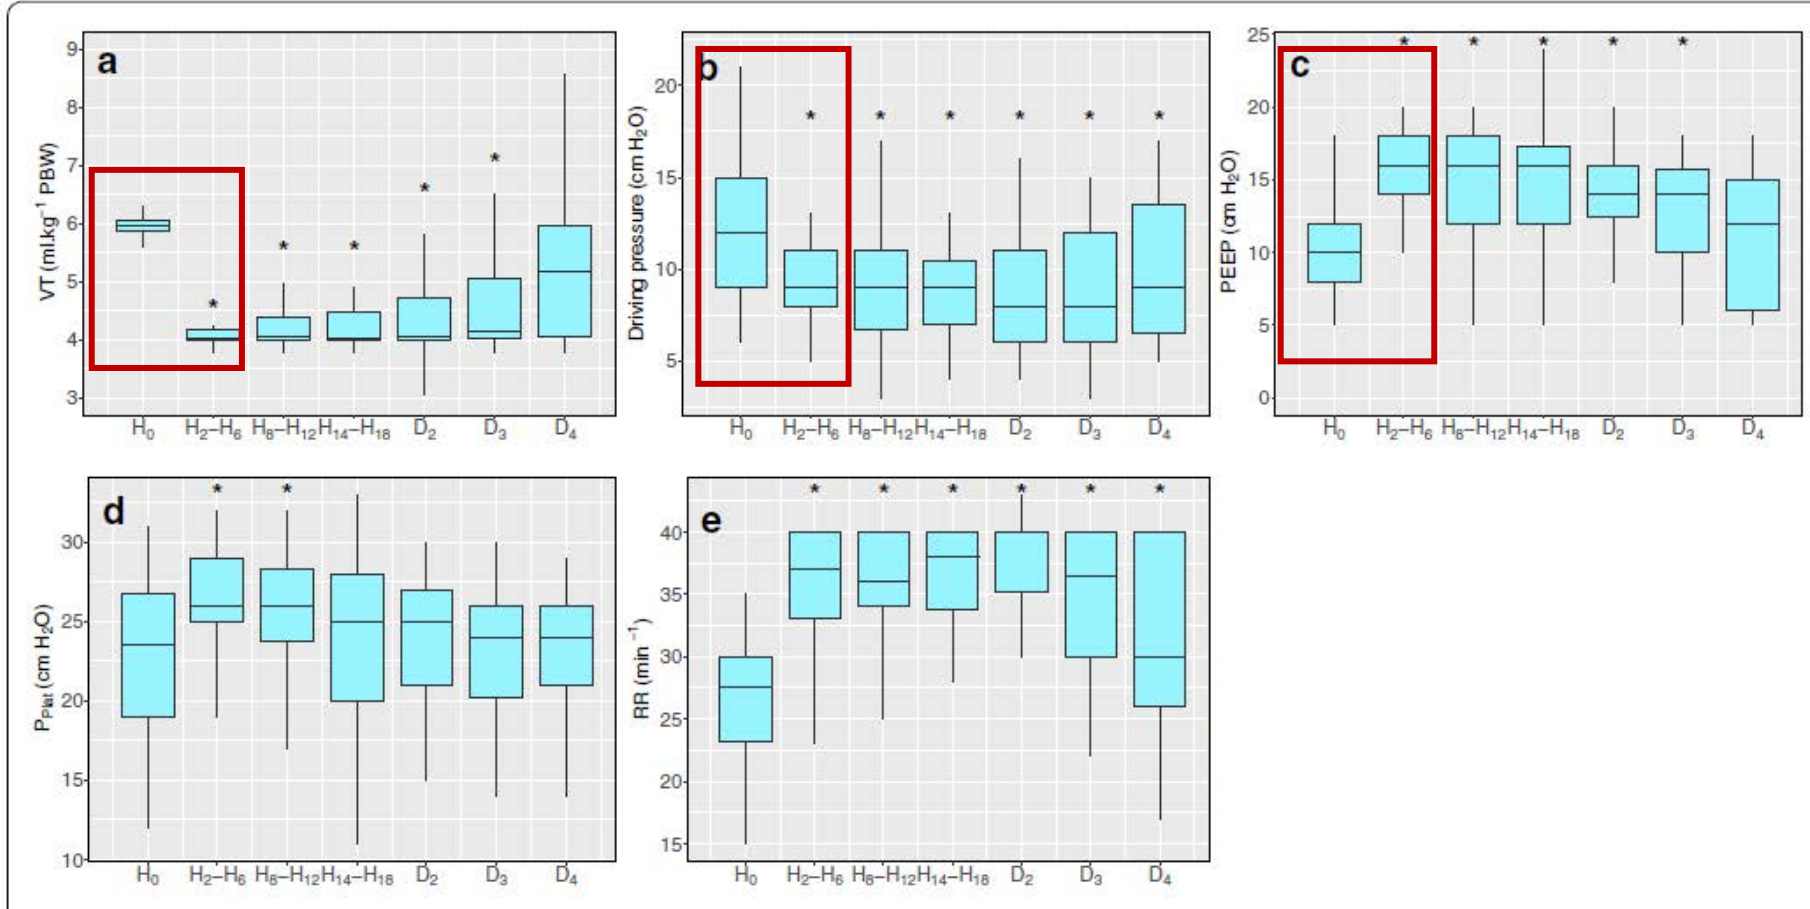 a
VT (ml.kg⁻¹ PBW)
9
8
7
6
5
4
3
* * * * *
H₀ H₂–H₆ H₈–H₁₂ H₁₄–H₁₈ D₂ D₃ D₄
b
Driving pressure (cm H₂O)
20
15
10
5
* * * * * *
H₀ H₂–H₆ H₈–H₁₂ H₁₄–H₁₈ D₂ D₃ D₄
c
PEEP (cm H₂O)
25
20
15
10
5
0
* * * * *
H₀ H₂–H₆ H₈–H₁₂ H₁₄–H₁₈ D₂ D₃ D₄
d
P_Plat (cm H₂O)
30
25
20
15
10
* *
H₀ H₂–H₆ H₈–H₁₂ H₁₄–H₁₈ D₂ D₃ D₄
e
RR (min ⁻¹)
40
35
30
25
20
15
* * * * * *
H₀ H₂–H₆ H₈–H₁₂ H₁₄–H₁₈ D₂ D₃ D₄